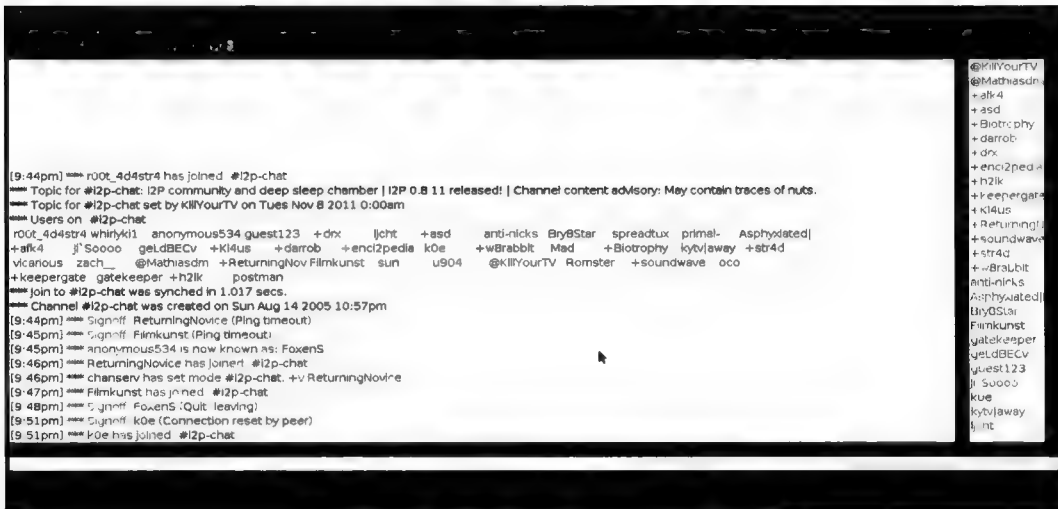 [9:44pm] *** r00t_4d4str4 has joined #i2p-chat
*** Topic for #i2p-chat: I2P community and deep sleep chamber | I2P 0.8 11 released! | Channel content advisory: May contain traces of nuts.
*** Topic for #i2p-chat set by KillYourTV on Tues Nov 8 2011 0:00am
*** Users on #i2p-chat
r00t_4d4str4 whirlyki1 anonymous534 guest123 +drx ljcht +asd anti-nicks Bry8Star spreadtux primal- Asphyxiated|
+afk4 Soooo geLdBECv +Kl4us +darrob +enci2pedia k0e +w8rabbit Mad +Biotrophy kytv|away +str4d
vicarious zach__ @Mathiasdm +ReturningNov Filmkunst sun u904 @KillYourTV Romster +soundwave oco
+keepergate gatekeeper +h2ik postman
*** Join to #i2p-chat was synched in 1.017 secs.
*** Channel #i2p-chat was created on Sun Aug 14 2005 10:57pm
[9:44pm] *** Signoff ReturningNovice (Ping timeout)
[9:45pm] *** Signoff Filmkunst (Ping timeout)
[9:45pm] *** anonymous534 is now known as: FoxenS
[9:46pm] *** ReturningNovice has joined #i2p-chat
[9:46pm] *** chanserv has set mode #i2p-chat. +v ReturningNovice
[9:47pm] *** Filmkunst has joined #i2p-chat
[9:48pm] *** Signoff FoxenS (Quit leaving)
[9:51pm] *** Signoff k0e (Connection reset by peer)
[9:51pm] *** k0e has joined #i2p-chat
@KillYourTV
@Mathiasdm
+afk4
+asd
+Biotrophy
+darrob
+drx
+enci2pedia
+h2ik
+keepergate
+Kl4us
+ReturningN
+soundwave
+str4d
+w8rabbit
anti-nicks
Asphyxiated|
Bry8Star
Filmkunst
gatekeeper
geLdBECv
guest123
Soooo
k0e
kytv|away
ljcht